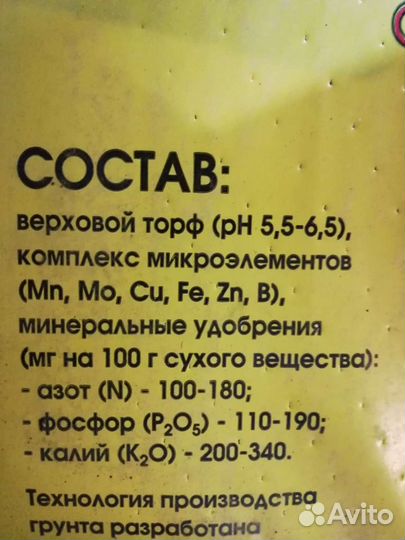 СОСТАВ:
верховой торф (pH 5,5-6,5),
комплекс микроэлементов
(Mn, Mo, Cu, Fe, Zn, B),
минеральные удобрения
(мг на 100 г сухого вещества):
- азот (N) - 100-180;
- фосфор (P₂O₅) - 110-190;
- калий (K₂O) - 200-340.
Технология производства
грунта разработана
Avito